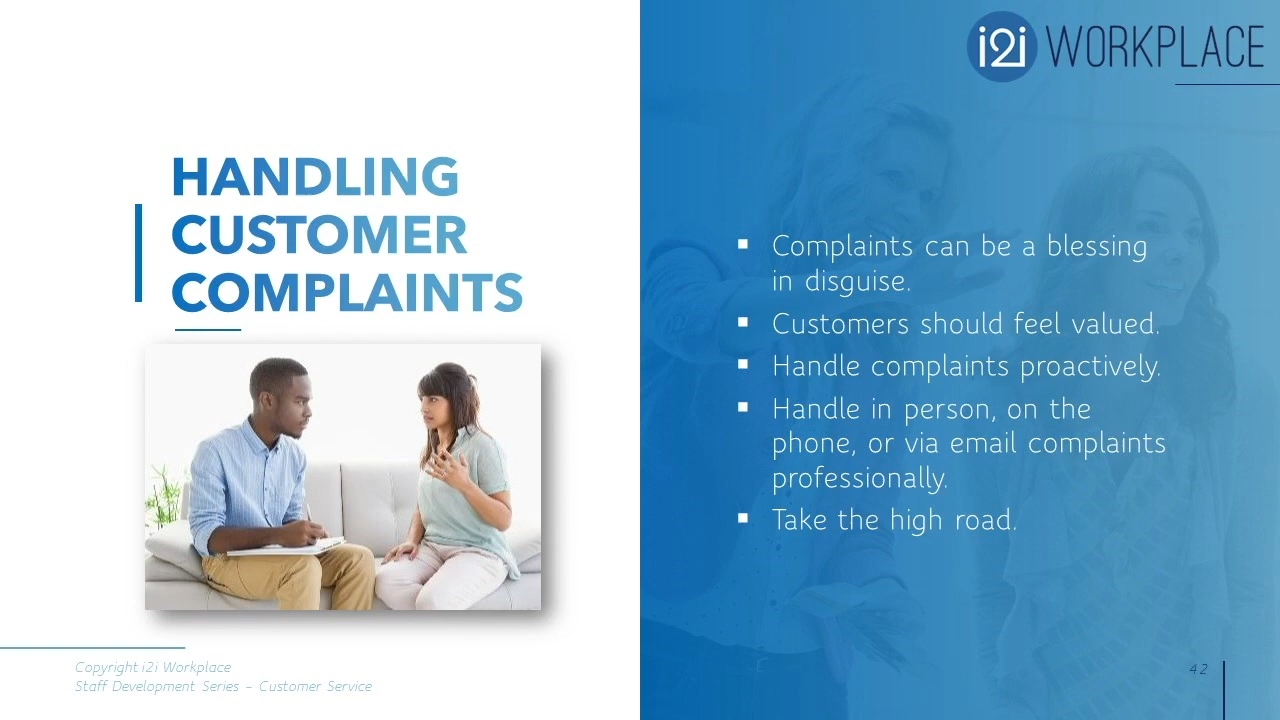 i2i WORKPLACE
HANDLING
CUSTOMER
COMPLAINTS
▪ Complaints can be a blessing
in disguise.
▪ Customers should feel valued.
▪ Handle complaints proactively.
▪ Handle in person, on the
phone, or via email complaints
professionally.
▪ Take the high road.
Copyright i2i Workplace
Staff Development Series – Customer Service
42